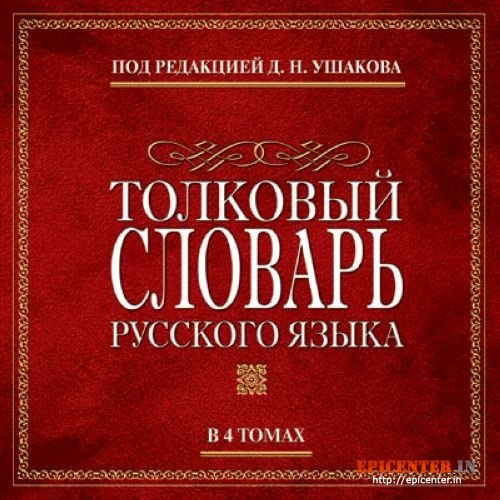 ПОД РЕДАКЦИЕЙ Д. Н. УШАКОВА
ТОЛКОВЫЙ
СЛОВАРЬ
РУССКОГО ЯЗЫКА
В 4 ТОМАХ
EPICENTER.IN
http://epicenter.in